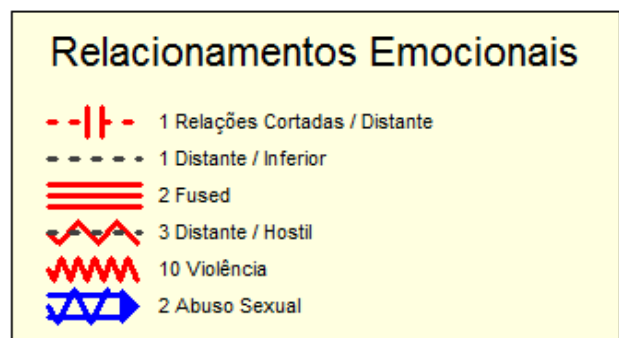 Relacionamentos Emocionais
1 Relações Cortadas / Distante
1 Distante / Inferior
2 Fused
3 Distante / Hostil
10 Violência
2 Abuso Sexual